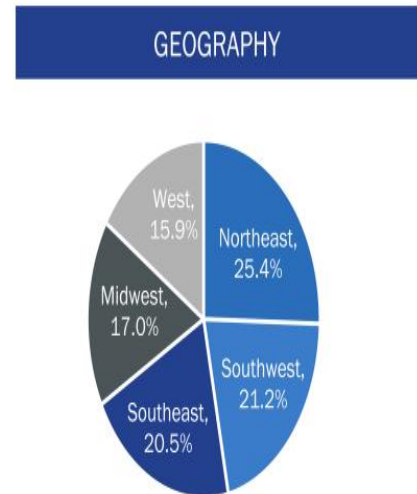 GEOGRAPHY
West,
15.9%
Northeast,
25.4%
Midwest,
17.0%
Southwest,
21.2%
Southeast,
20.5%